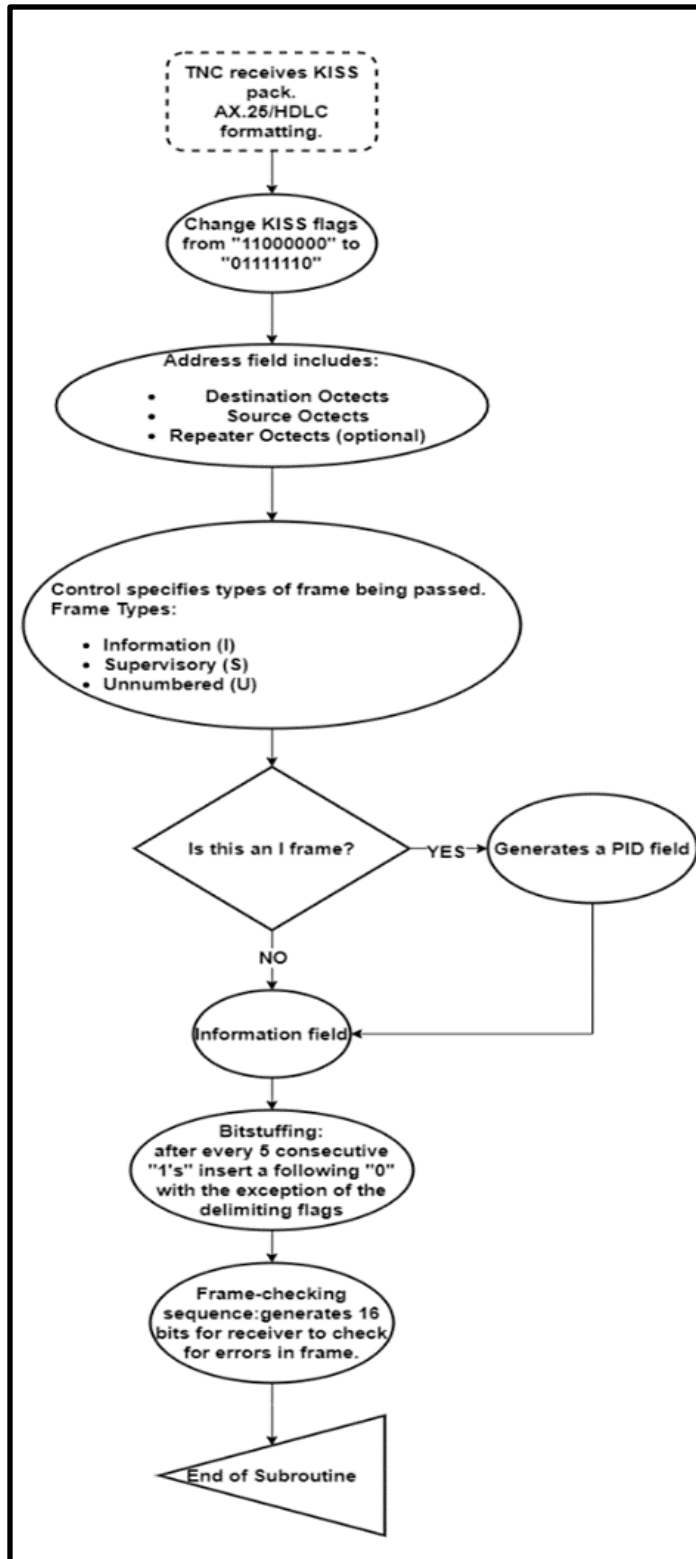 TNC receives KISS
pack.
AX.25/HDLC
formatting.
Change KISS flags
from "11000000" to
"01111110"
Address field includes:
• Destination Octects
• Source Octects
• Repeater Octects (optional)
Control specifies types of frame being passed.
Frame Types:
• Information (I)
• Supervisory (S)
• Unnumbered (U)
Is this an I frame?
YES
Generates a PID field
NO
Information field
Bitstuffing:
after every 5 consecutive
"1's" insert a following "0"
with the exception of the
delimiting flags
Frame-checking
sequence:generates 16
bits for receiver to check
for errors in frame.
End of Subroutine